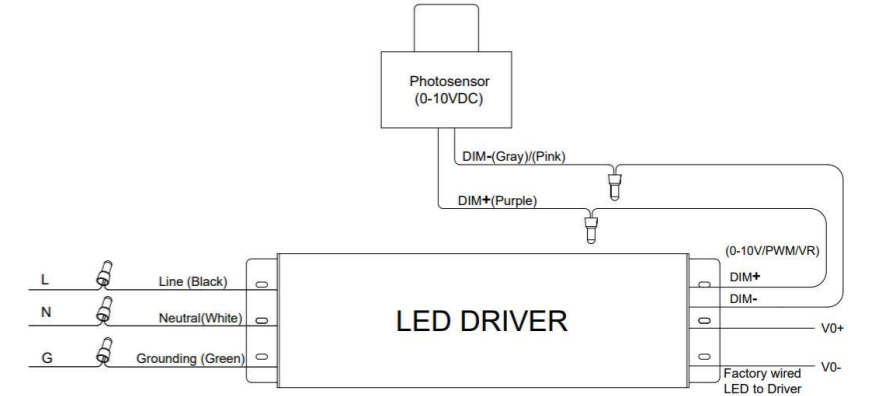 Photosensor
(0-10VDC)
DIM-(Gray)/(Pink)
DIM+(Purple)
(0-10V/PWM/VR)
L
Line (Black)
DIM+
DIM-
N
Neutral(White)
LED DRIVER
V0+
G
Grounding (Green)
V0-
Factory wired
LED to Driver